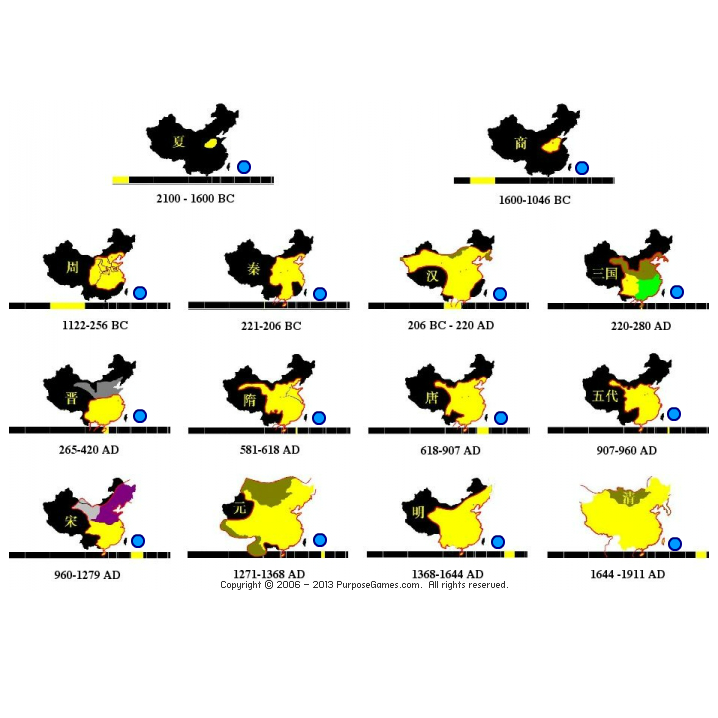 夏
2100 - 1600 BC
商
1600-1046 BC
周
1122-256 BC
秦
221-206 BC
汉
206 BC - 220 AD
三国
220-280 AD
晋
265-420 AD
隋
581-618 AD
唐
618-907 AD
五代
907-960 AD
宋
960-1279 AD
元
1271-1368 AD
明
1368-1644 AD
清
1644 -1911 AD
Copyright © 2006 - 2013 PurposeGames.com. All rights reserved.